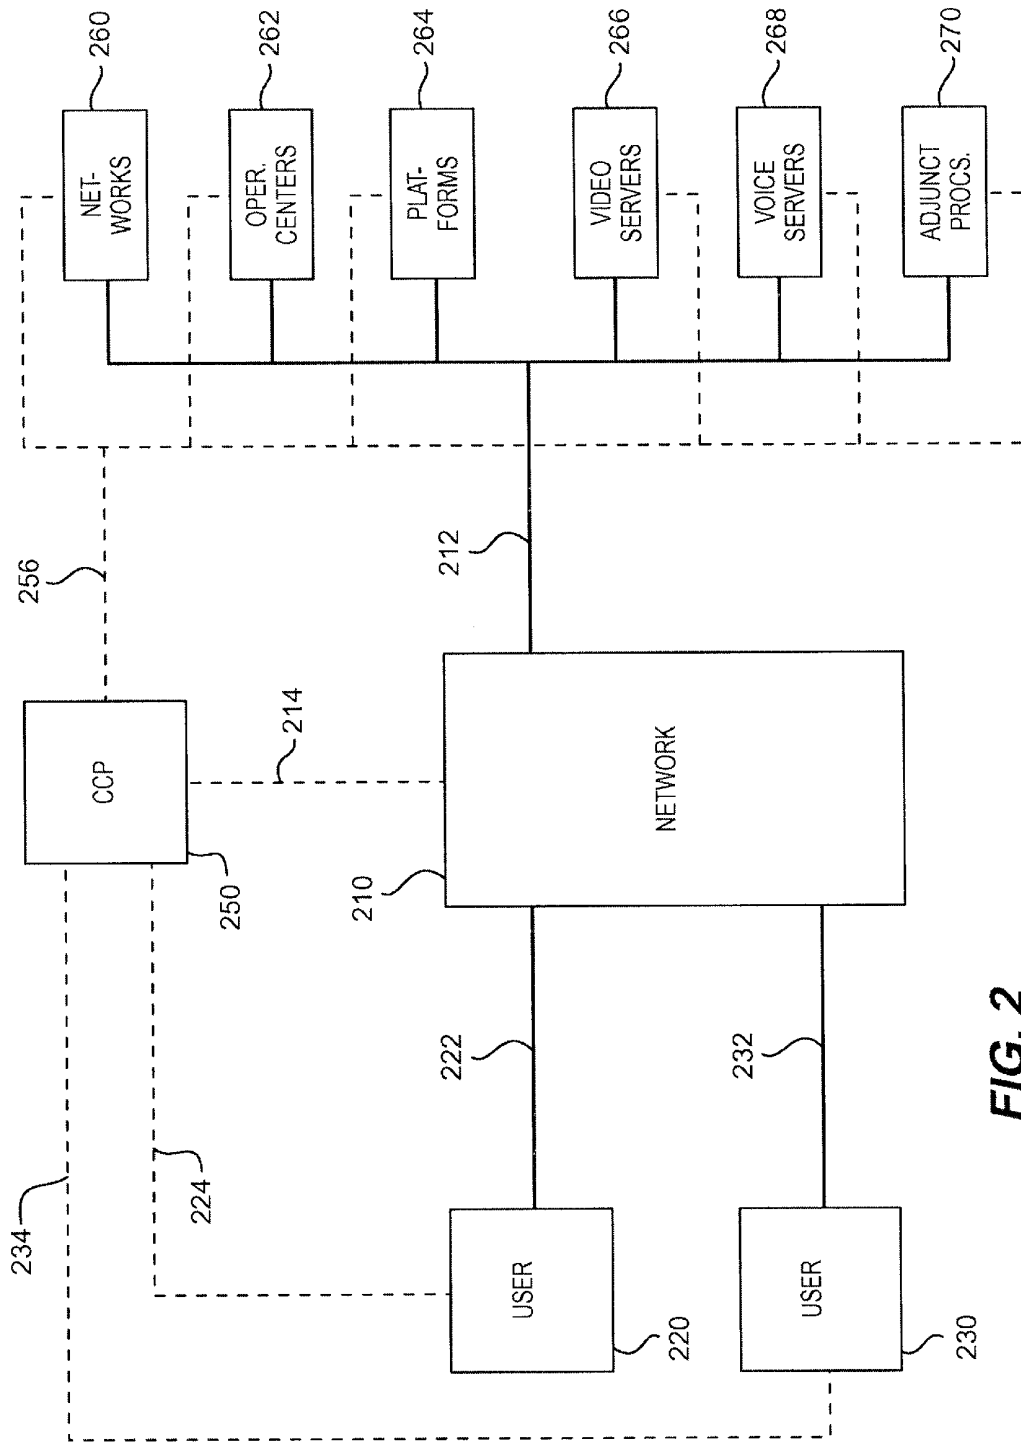 260
NET-
WORKS
262
OPER.
CENTERS
264
PLAT-
FORMS
266
VIDEO
SERVERS
268
VOICE
SERVERS
270
ADJUNCT
PROCS.
256
212
CCP
250
214
NETWORK
210
234
224
222
232
USER
220
USER
230
FIG. 2